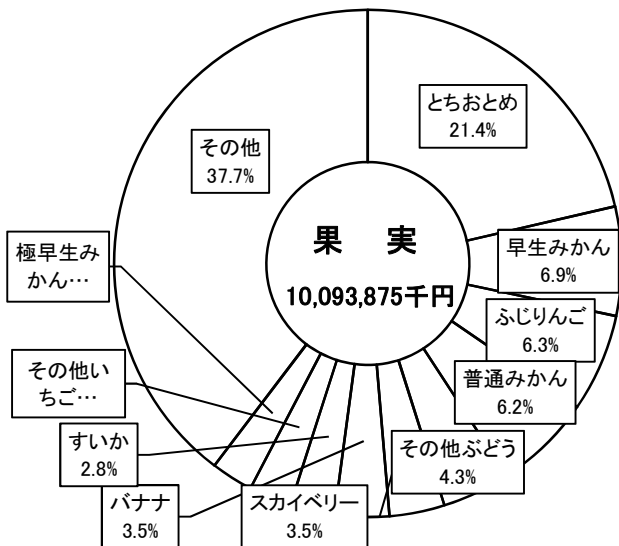 果 実
10,093,875千円
とちおとめ
21.4%
早生みかん
6.9%
ふじりんご
6.3%
普通みかん
6.2%
その他ぶどう
4.3%
スカイベリー
3.5%
バナナ
3.5%
すいか
2.8%
その他い
ちご…
極早生み
かん…
その他
37.7%